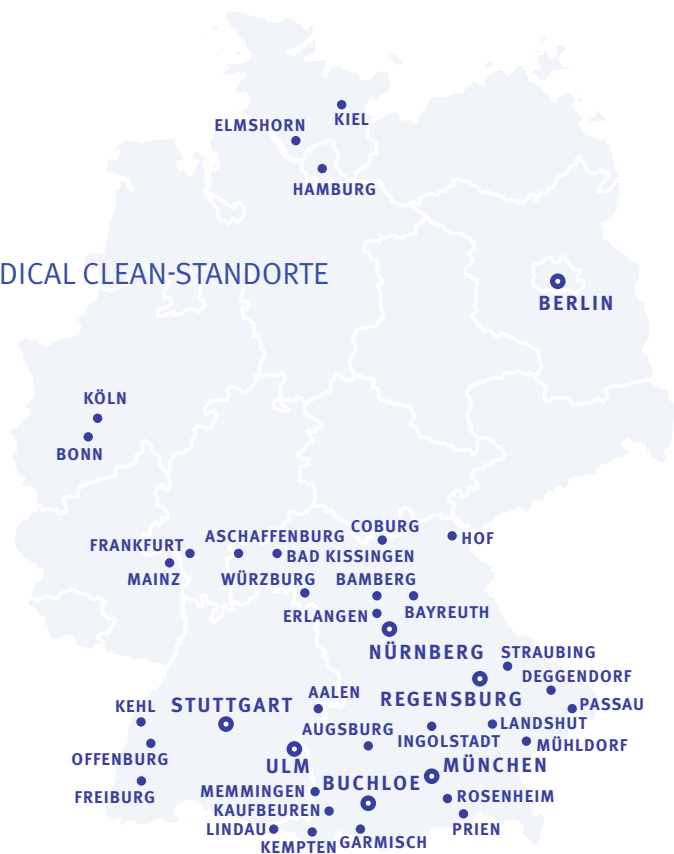 KIEL
ELMSHORN
HAMBURG
DICAL CLEAN-STANDORTE
BERLIN
KÖLN
BONN
COBURG
HOF
FRANKFURT
ASCHAFFENBURG
BAD KISSINGEN
MAINZ
WÜRZBURG
BAMBERG
ERLANGEN
BAYREUTH
NÜRNBERG
STRAUBING
DEGGENDORF
AALEN
REGENSBURG
PASSAU
KEHL
STUTTGART
AUGSBURG
LANDSHUT
INGOLSTADT
MÜHLDORF
OFFENBURG
ULM
MÜNCHEN
BUCHLOE
MEMMINGEN
FREIBURG
ROSENHEIM
KAUFBEUREN
LINDAU
PRIEN
KEMPTEN
GARMISCH